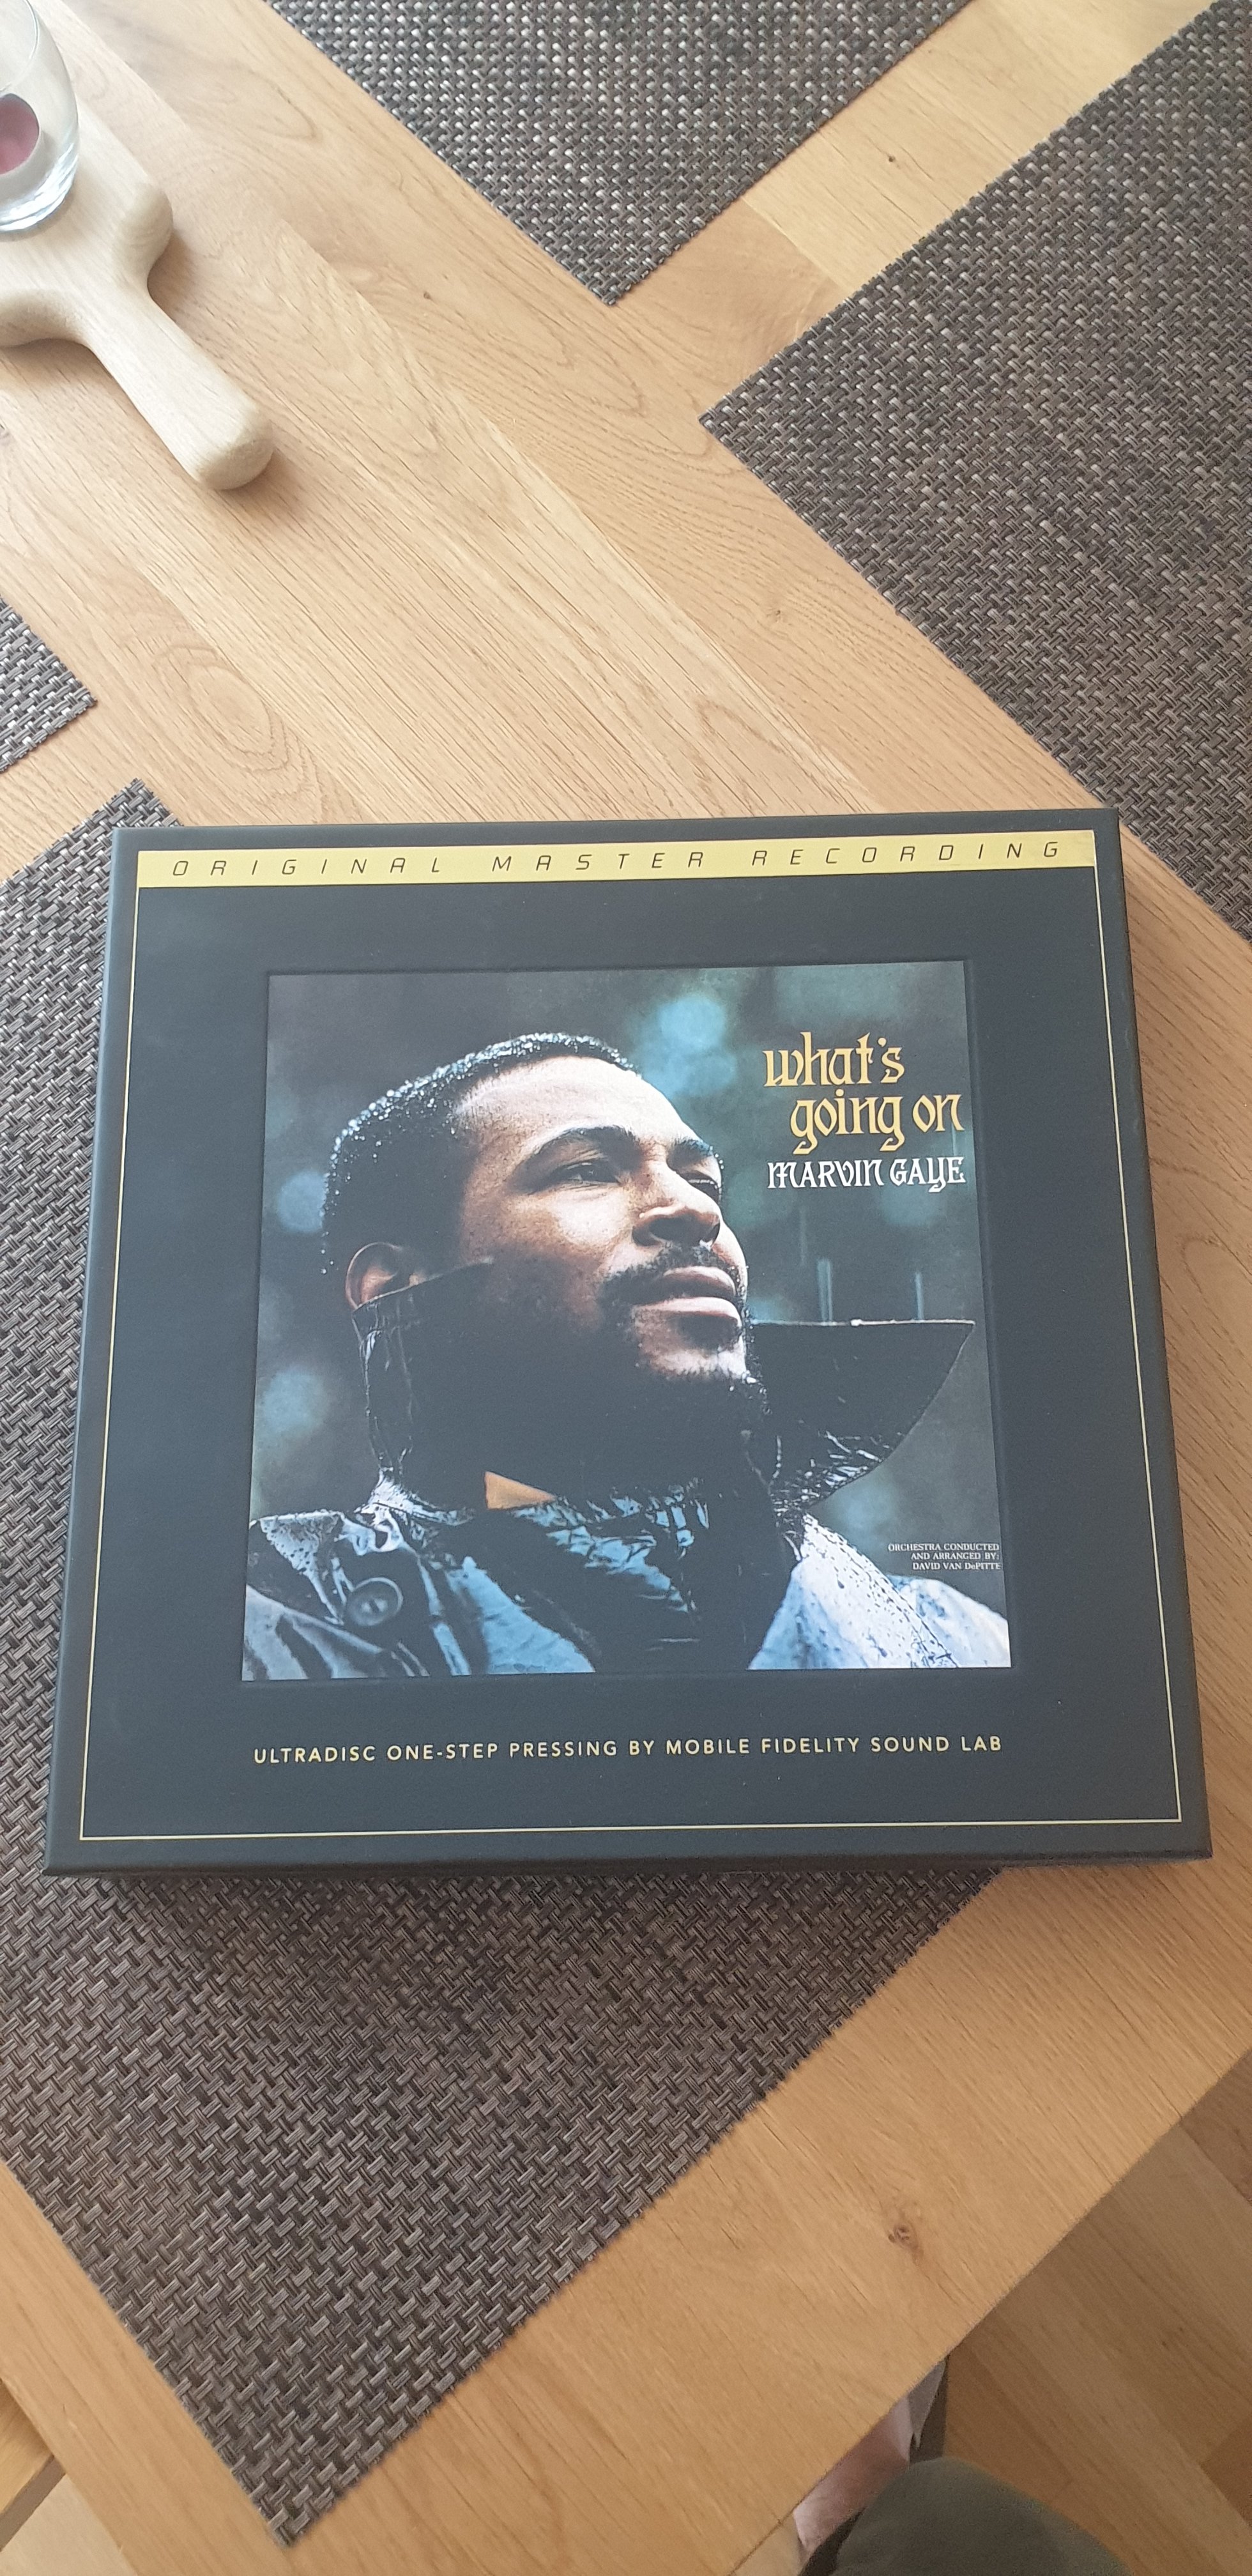 ORIGINAL MASTER RECORDING
what's
going on
MARVIN GAYE
ORCHESTRA CONDUCTED
AND ARRANGED BY:
DAVID VAN DePITTE
ULTRADISC ONE-STEP PRESSING BY MOBILE FIDELITY SOUND LAB